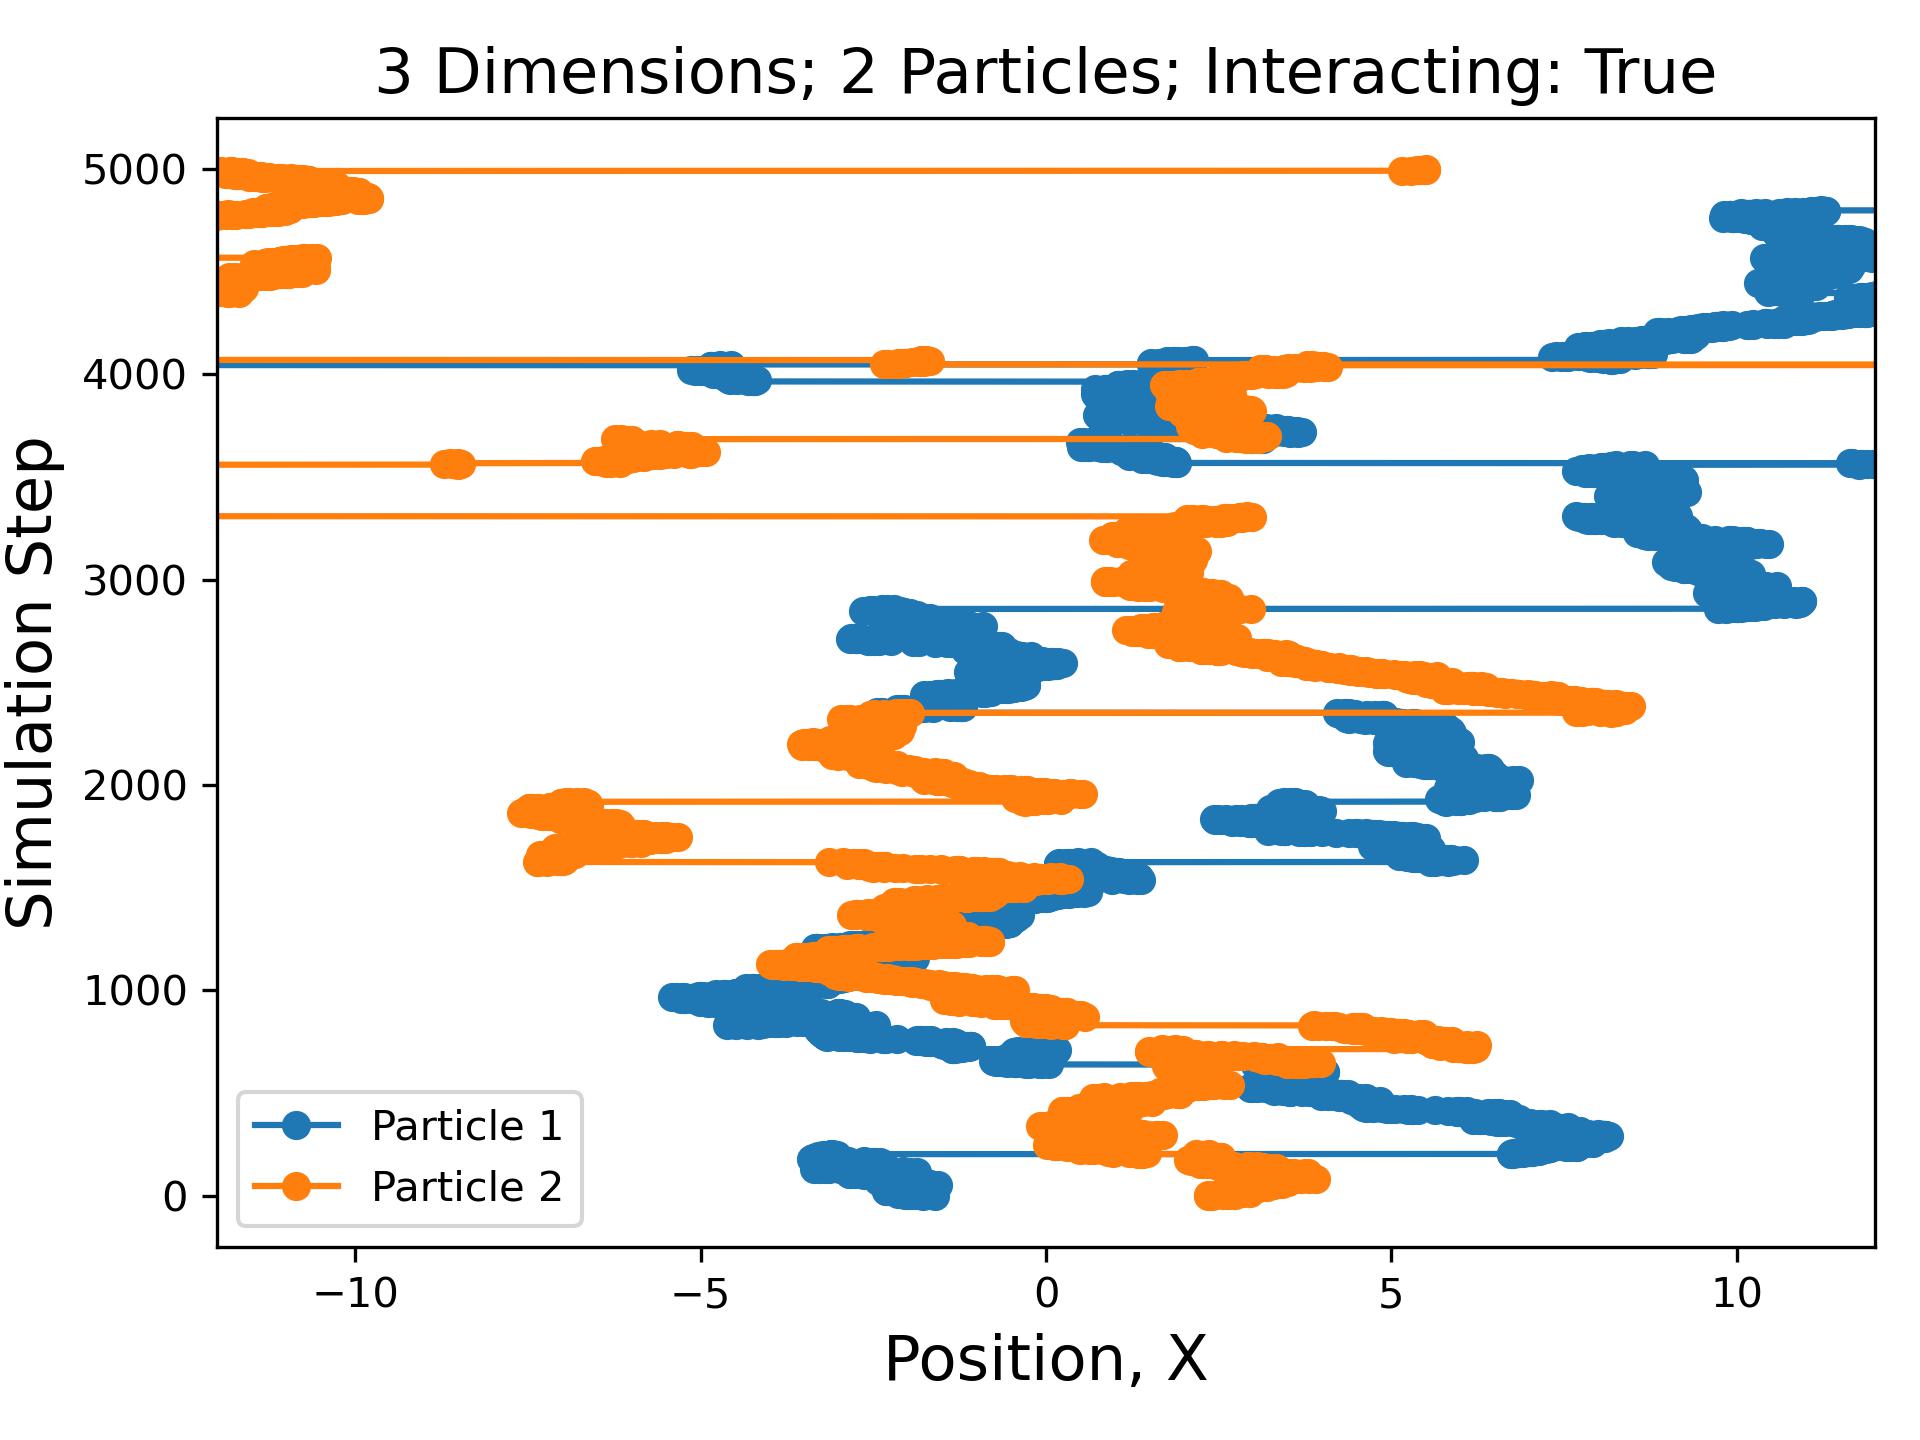 3 Dimensions; 2 Particles; Interacting: True
Simulation Step
5000
4000
3000
2000
1000
0
Particle 1
Particle 2
−10
−5
0
5
10
Position, X